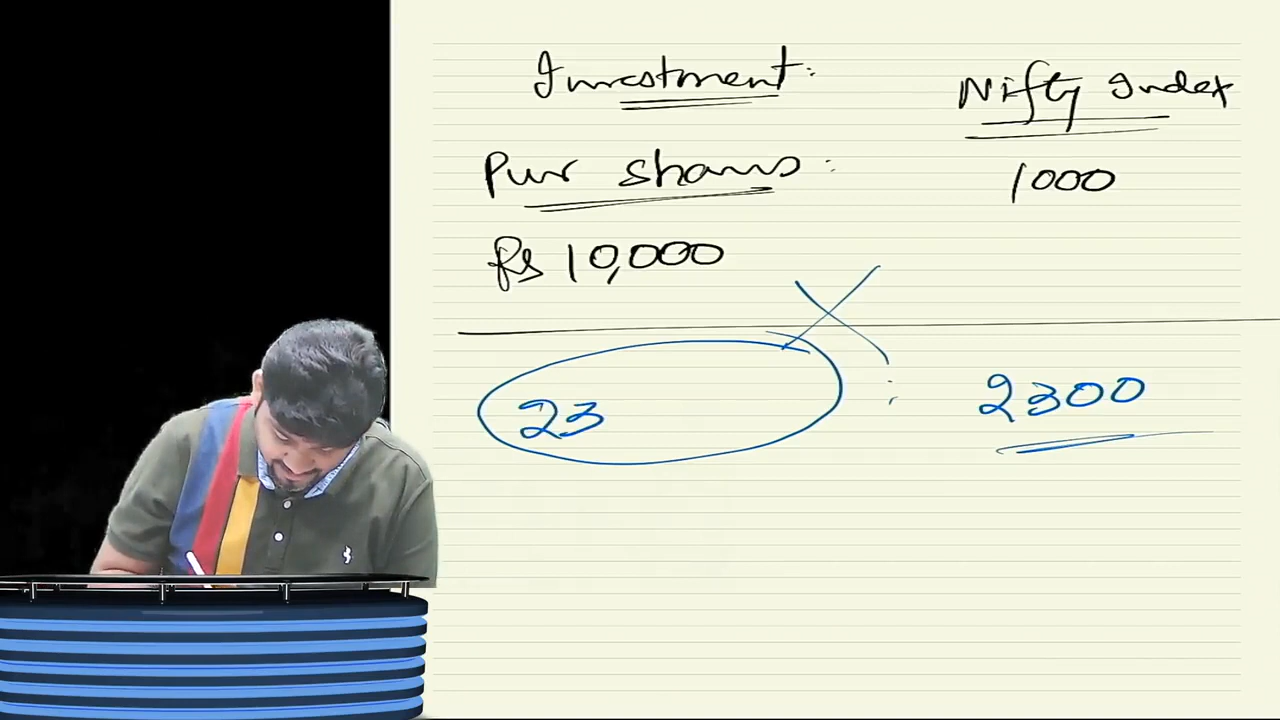 Investment:
Nifty Index
Pur shares:
1000
Rs 10,000
23
: 2300